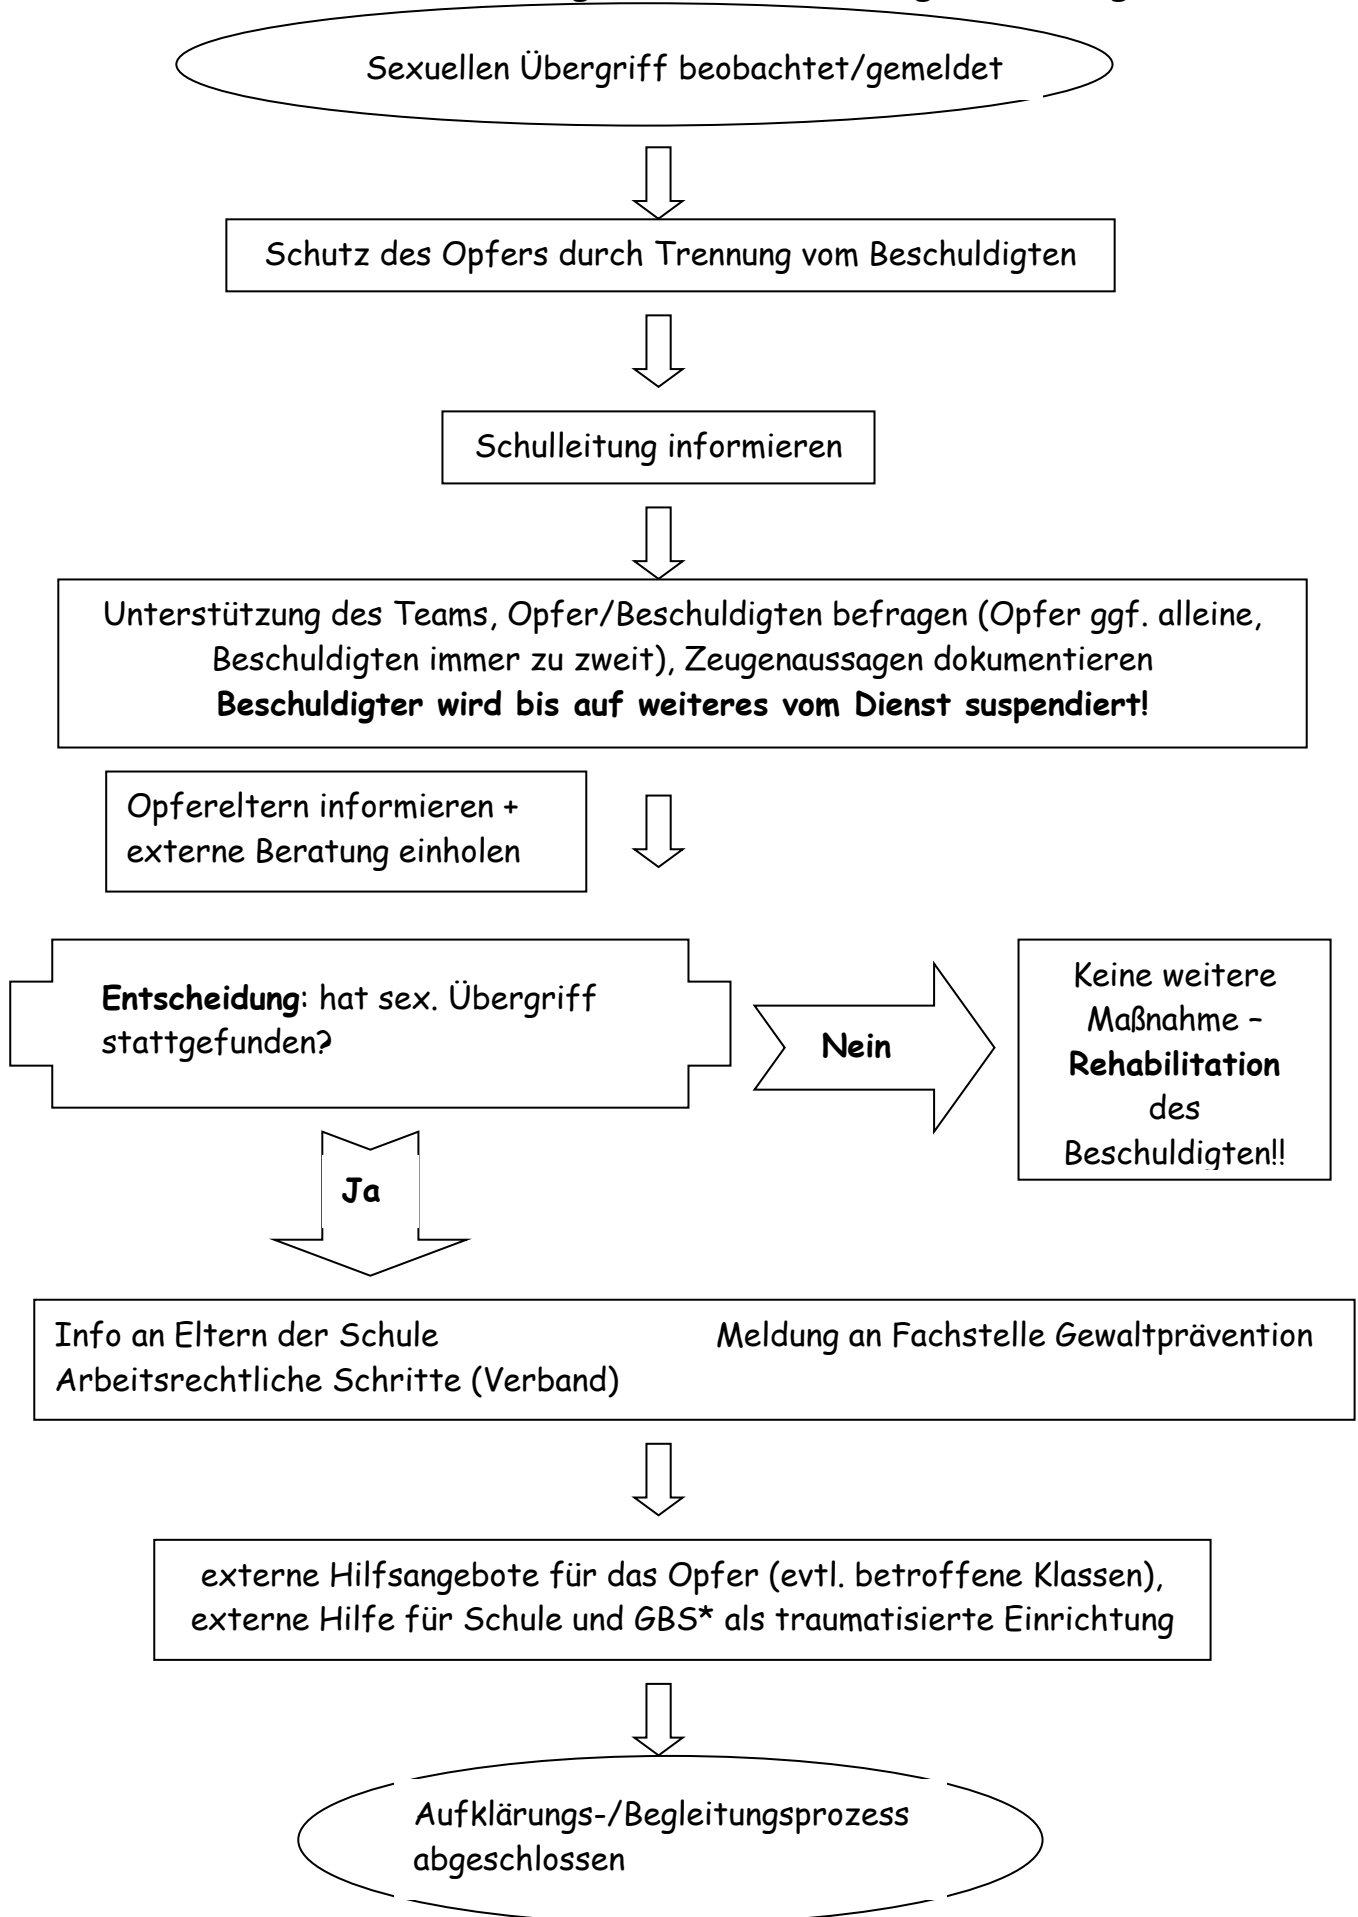 Sexuellen Übergriff beobachtet/gemeldet
Schutz des Opfers durch Trennung vom Beschuldigten
Schulleitung informieren
Unterstützung des Teams, Opfer/Beschuldigten befragen (Opfer ggf. alleine,
Beschuldigten immer zu zweit), Zeugenaussagen dokumentieren
Beschuldigter wird bis auf weiteres vom Dienst suspendiert!
Opfereltern informieren +
externe Beratung einholen
Entscheidung: hat sex. Übergriff
stattgefunden?
Nein
Keine weitere
Maßnahme –
Rehabilitation
des
Beschuldigten!!
Ja
Info an Eltern der Schule Meldung an Fachstelle Gewaltprävention
Arbeitsrechtliche Schritte (Verband)
externe Hilfsangebote für das Opfer (evtl. betroffene Klassen),
externe Hilfe für Schule und GBS* als traumatisierte Einrichtung
Aufklärungs-/Begleitungsprozess
abgeschlossen